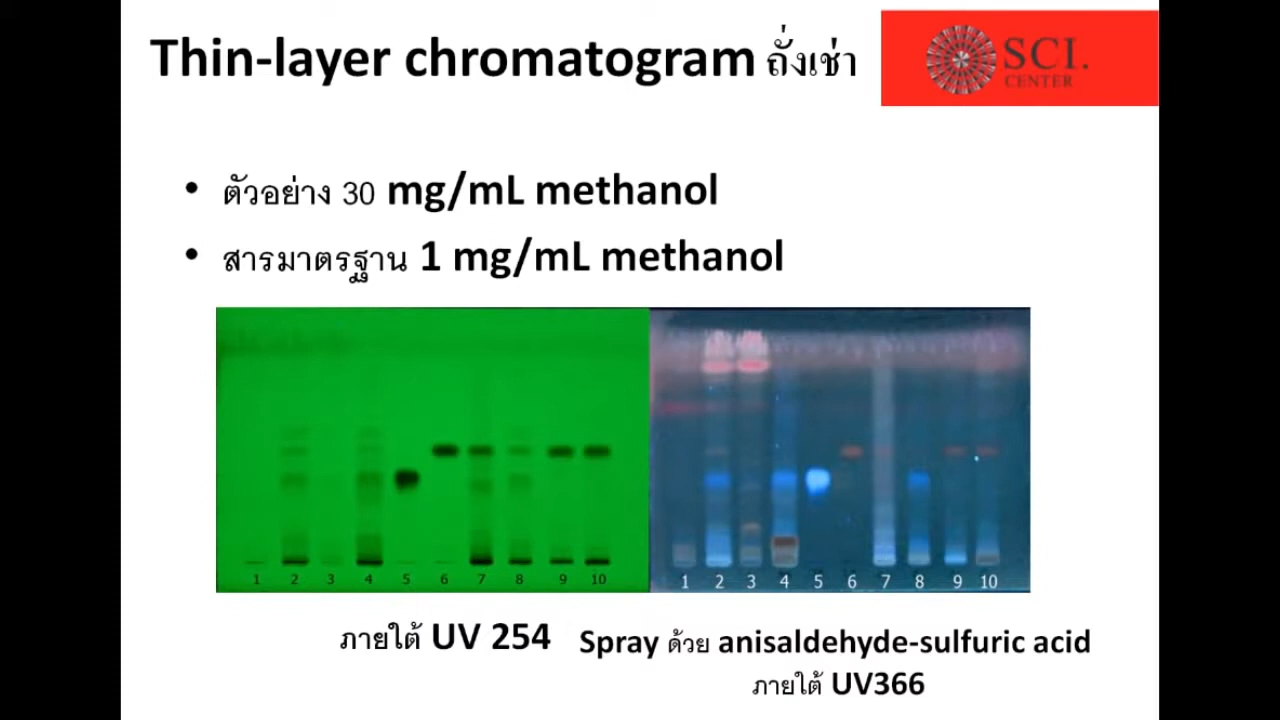 Thin-layer chromatogram ถั่งเช่า
SCI.
CENTER
• ตัวอย่าง 30 mg/mL methanol
• สารมาตรฐาน 1 mg/mL methanol
1 2 3 4 5 6 7 8 9 10
1 2 3 4 5 6 7 8 9 10
ภายใต้ UV 254
Spray ด้วย anisaldehyde-sulfuric acid
ภายใต้ UV366